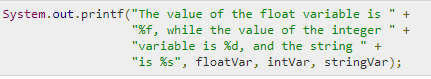 System.out.printf("The value of the float variable is " +
"%f, while the value of the integer " +
"variable is %d, and the string " +
"is %s", floatVar, intVar, stringVar);